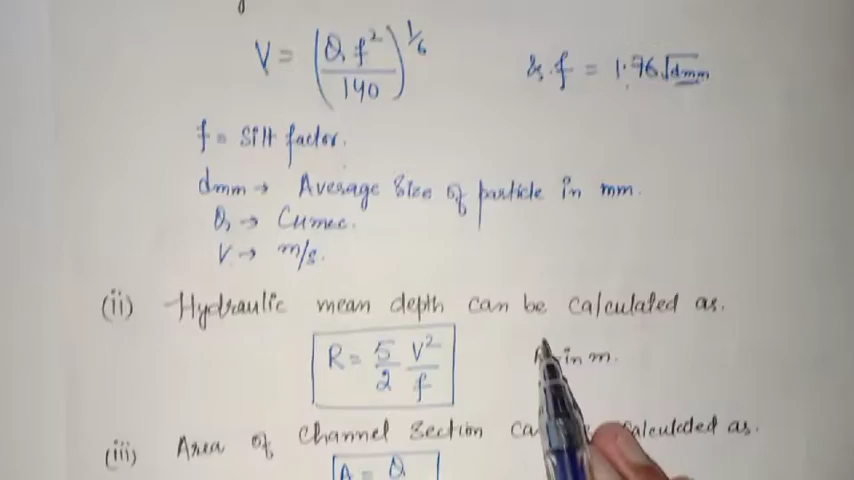 V = (Q f² / 140)^1/6 & f = 1.76√dmm
f = Silt factor.
dmm → Average Size of particle in mm.
Q → Cumec.
V → m/s.
(ii) Hydraulic mean depth can be calculated as.
R = 5/2 V²/f in m.
(iii) Area of Channel Section calculated as.
A = Q